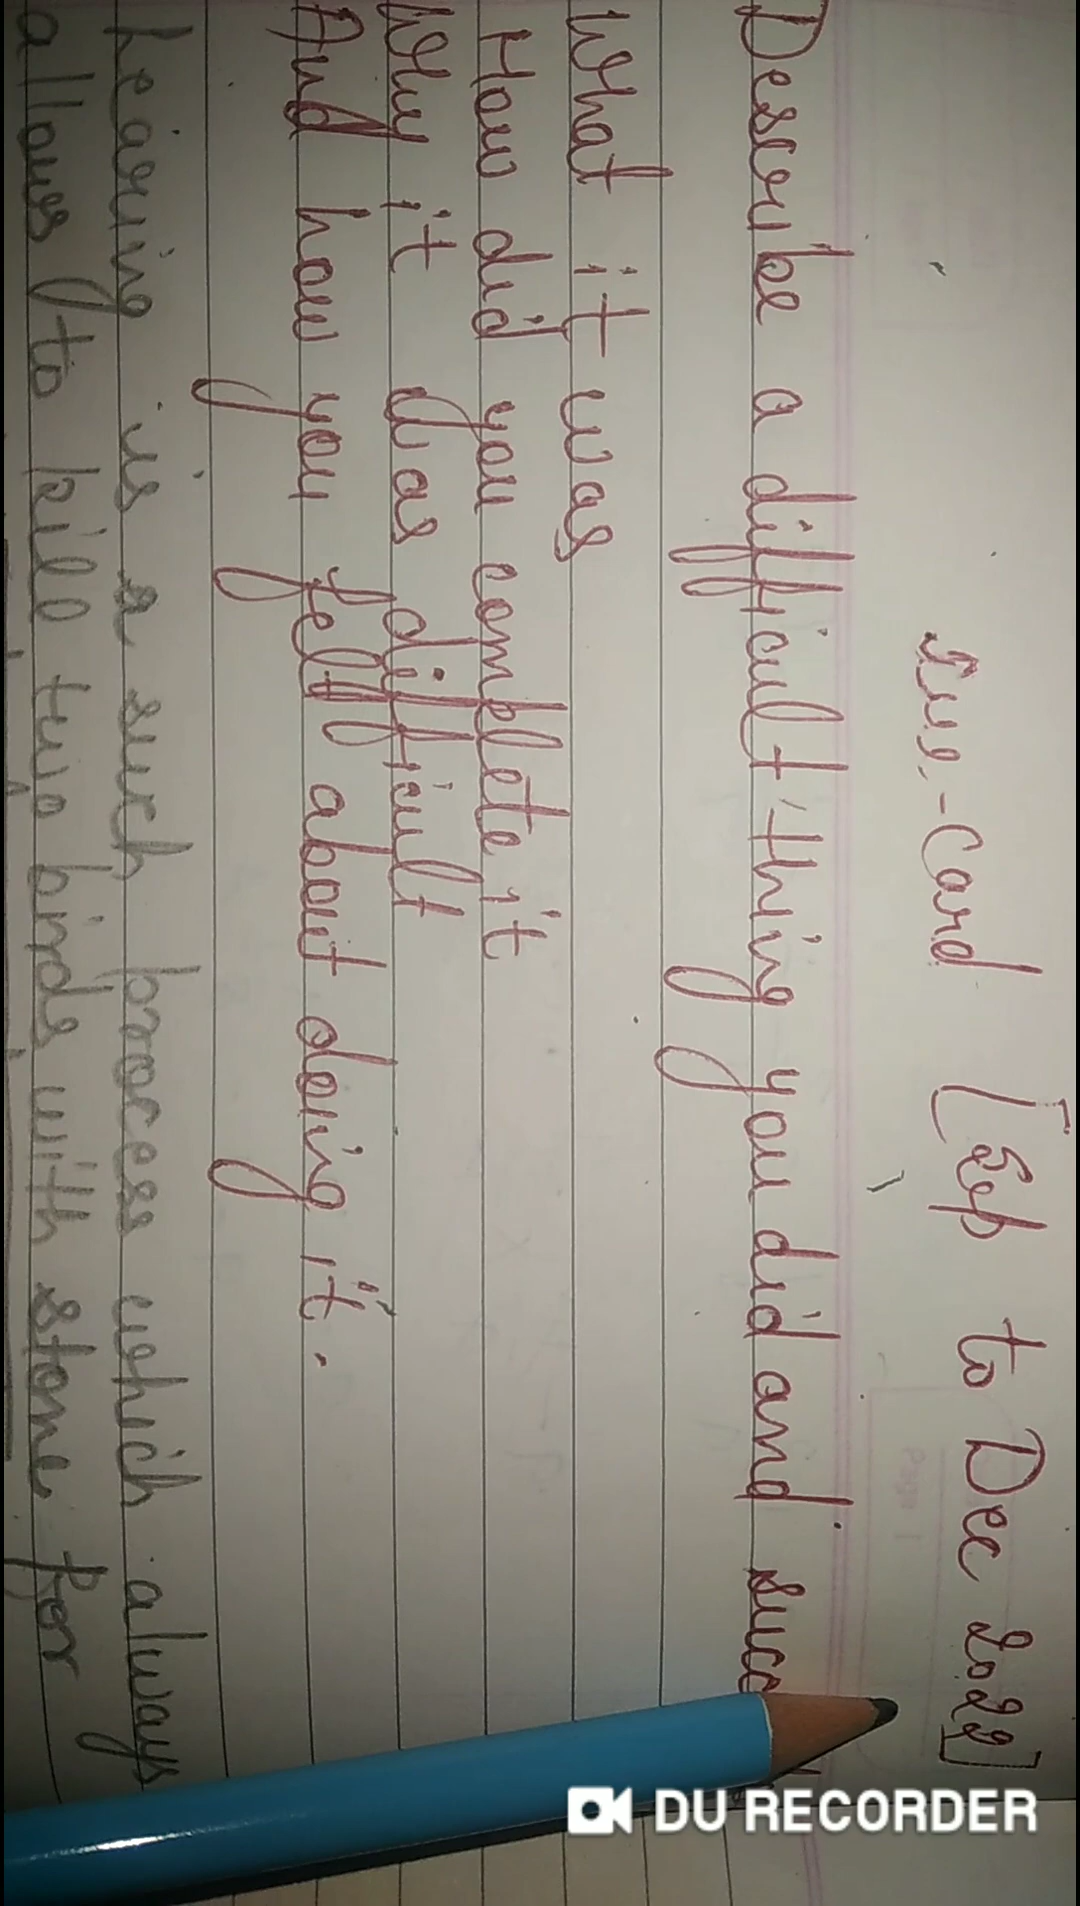 Cue-Card [Sep to Dec 2022]
Describe a difficult thing you did and succ
What it was
How did you complete it
Why it was difficult
And how you felt about doing it.
learing is a such process which always
allows to kill two birds with stone for
DU RECORDER